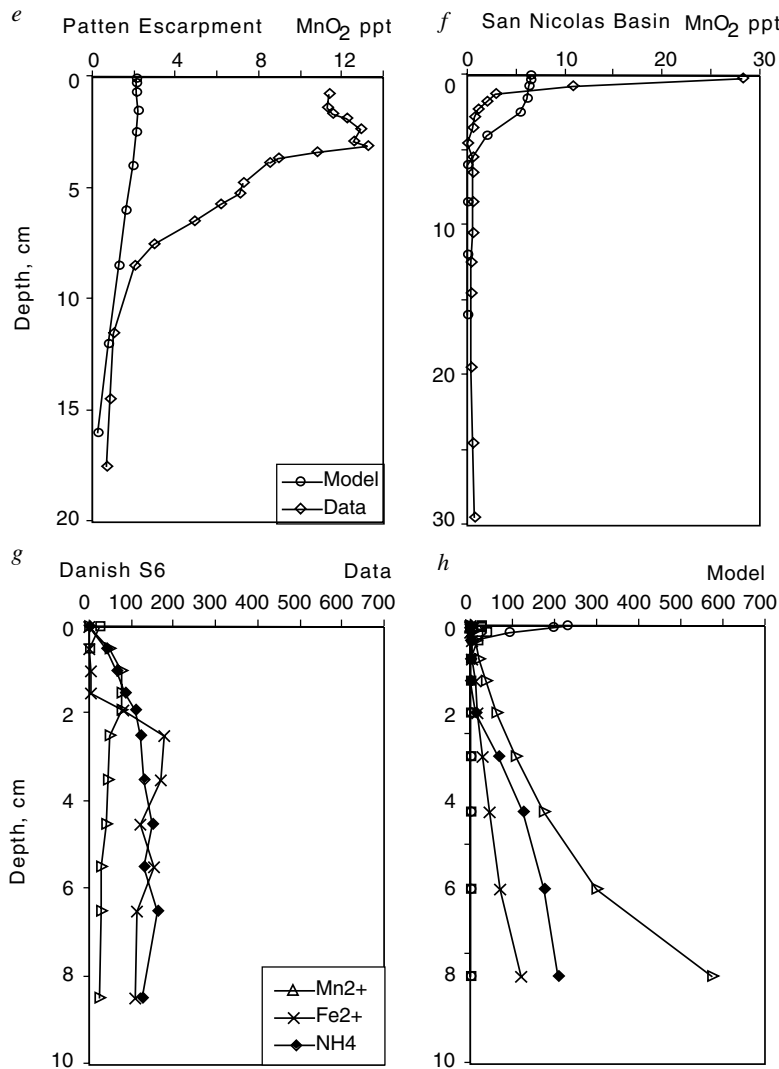 e Patten Escarpment MnO2 ppt
0 4 8 12
0
5
10
15
20
Depth, cm
Model
Data
f San Nicolas Basin MnO2 ppt
0 10 20 30
0
10
20
30
g Danish S6 Data
0 100 200 300 400 500 600 700
0
2
4
6
8
10
Depth, cm
Mn2+
Fe2+
NH4
h Model
0 100 200 300 400 500 600 700
0
2
4
6
8
10